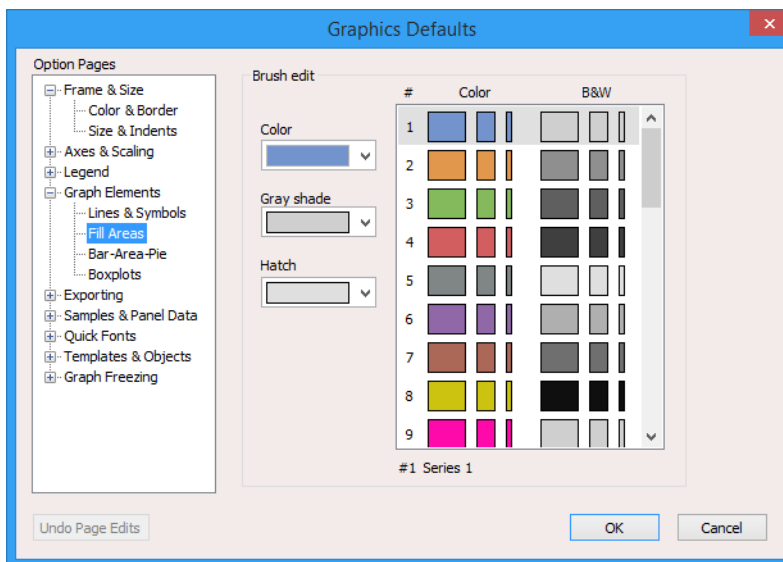 Graphics Defaults
Option Pages
Frame & Size
Color & Border
Size & Indents
Axes & Scaling
Legend
Graph Elements
Lines & Symbols
Fill Areas
Bar-Area-Pie
Boxplots
Exporting
Samples & Panel Data
Quick Fonts
Templates & Objects
Graph Freezing
Brush edit
Color
Gray shade
Hatch
# Color B&W
1
2
3
4
5
6
7
8
9
#1 Series 1
Undo Page Edits
OK
Cancel